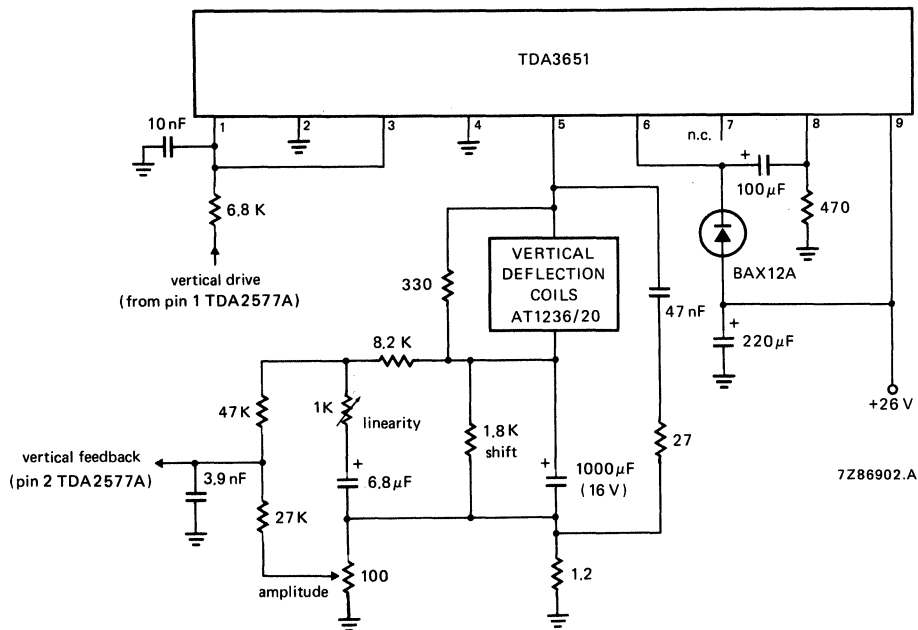 TDA3651
1
2
3
4
5
6
7
8
9
n.c.
10 nF
+
100 µF
6,8 K
470
vertical drive
(from pin 1 TDA2577A)
BAX12A
330
VERTICAL
DEFLECTION
COILS
AT1236/20
47 nF
+
220 µF
8,2 K
+26 V
47 K
1K
linearity
1,8 K
shift
27
vertical feedback
(pin 2 TDA2577A)
3,9 nF
+
6,8 µF
+
1000 µF
(16 V)
7Z86902.A
27 K
amplitude
100
1,2